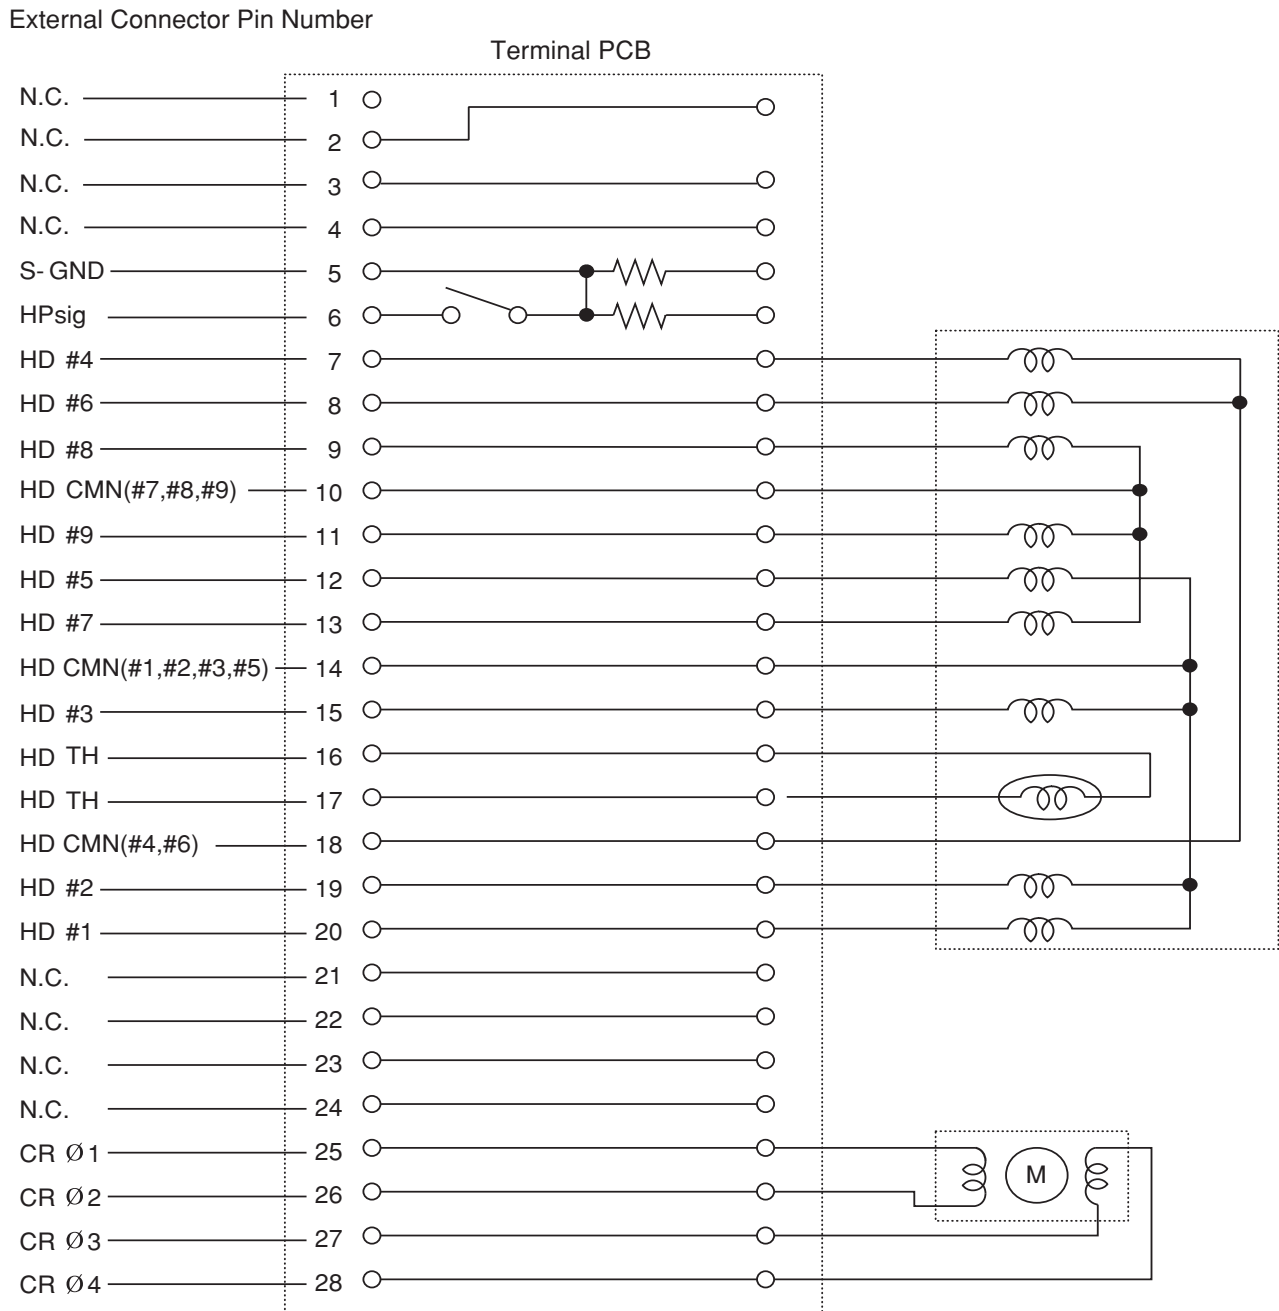 External Connector Pin Number
Terminal PCB
N.C. 1
N.C. 2
N.C. 3
N.C. 4
S-GND 5
HPsig 6
HD #4 7
HD #6 8
HD #8 9
HD CMN(#7,#8,#9) 10
HD #9 11
HD #5 12
HD #7 13
HD CMN(#1,#2,#3,#5) 14
HD #3 15
HD TH 16
HD TH 17
HD CMN(#4,#6) 18
HD #2 19
HD #1 20
N.C. 21
N.C. 22
N.C. 23
N.C. 24
CR Ø1 25
M
CR Ø2 26
CR Ø3 27
CR Ø4 28